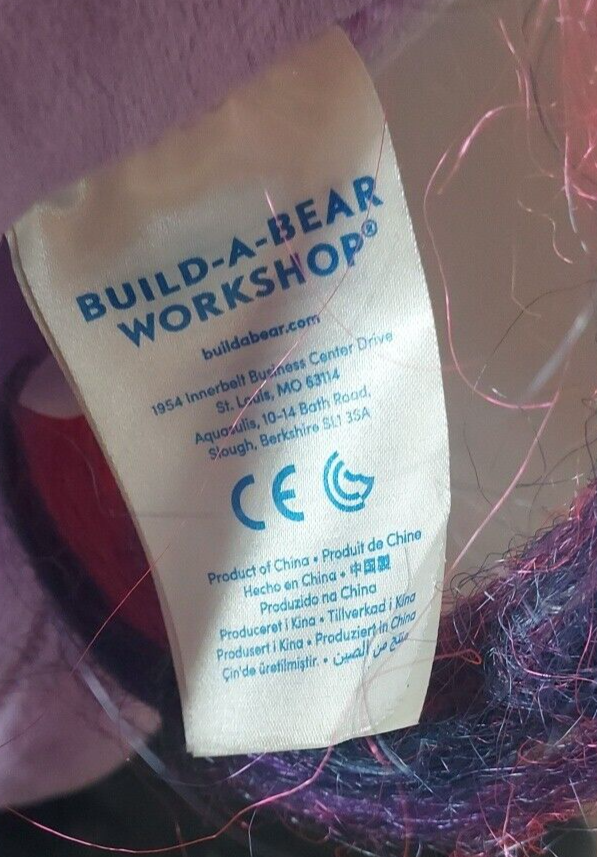 BUILD-A-BEAR
WORKSHOP®
buildabear.com
1954 Innerbelt Business Center Drive
St. Louis, MO 63114
Aquasulis, 10-14 Bath Road,
Slough, Berkshire SL1 3SA
CE
Product of China • Produit de Chine
Hecho en China • 中国製
Produzido na China
Produceret i Kina • Tillverkad i Kina
Produsert i Kina • Produziert in China
Çin'de üretilmiştir. • منتج من الصين